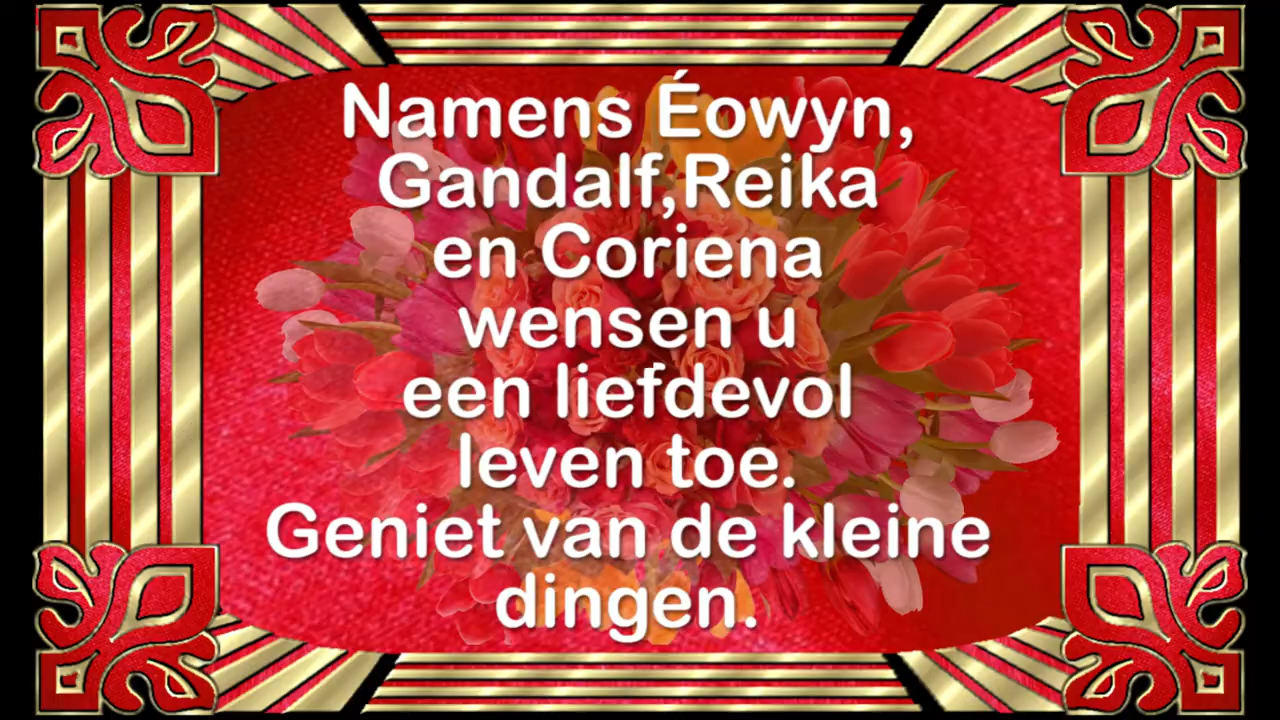 Namens Éowyn,
Gandalf,Reika
en Coriena
wensen u
een liefdevol
leven toe.
Geniet van de kleine
dingen.